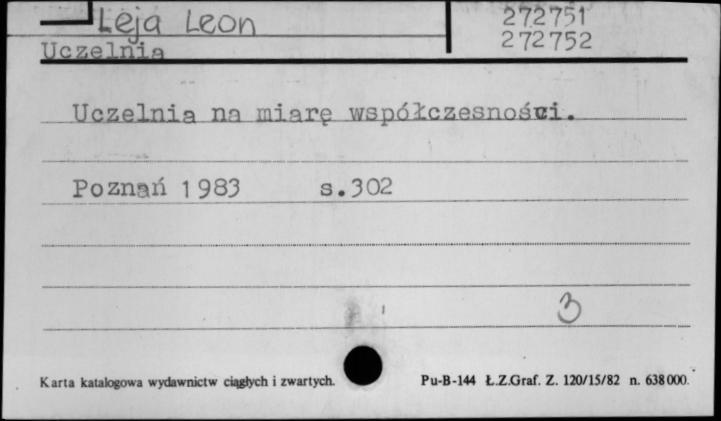 Leja Leon
272751
272752
Uczelnia
Uczelnia na miarę współczesności.
Poznań 1983 s.302
3
Karta katalogowa wydawnictw ciągłych i zwartych.
Pu-B-144 Ł.Z.Graf. Z. 120/15/82 n. 638000.